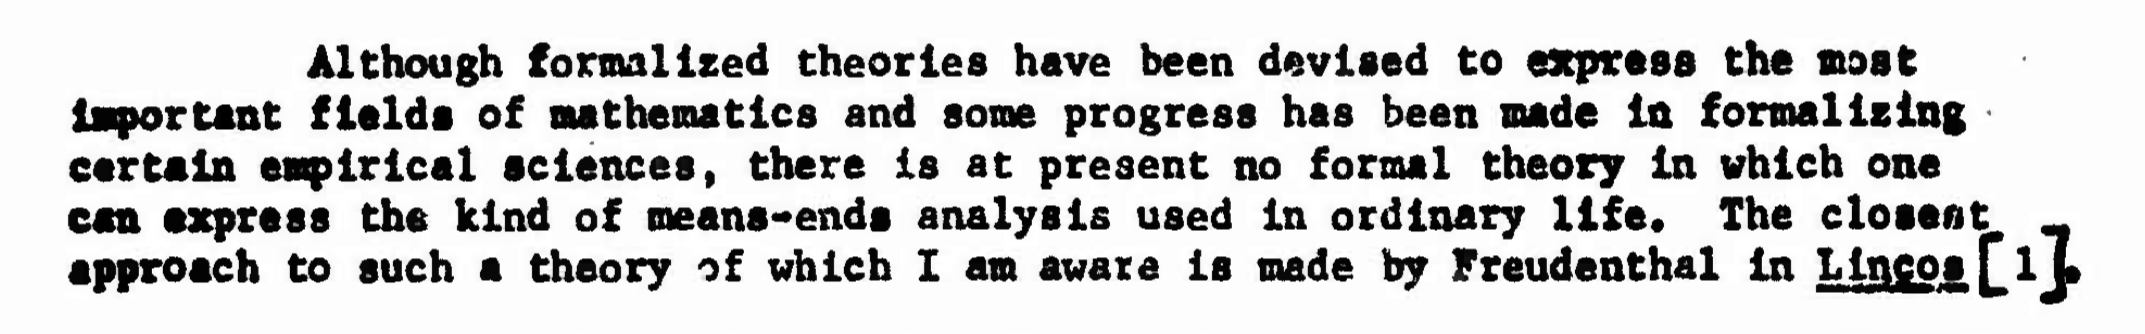 Although formalized theories have been devised to express the most
important fields of mathematics and some progress has been made in formalizing
certain empirical sciences, there is at present no formal theory in which one
can express the kind of means-ends analysis used in ordinary life. The closest
approach to such a theory of which I am aware is made by Freudenthal in Lincos[1].